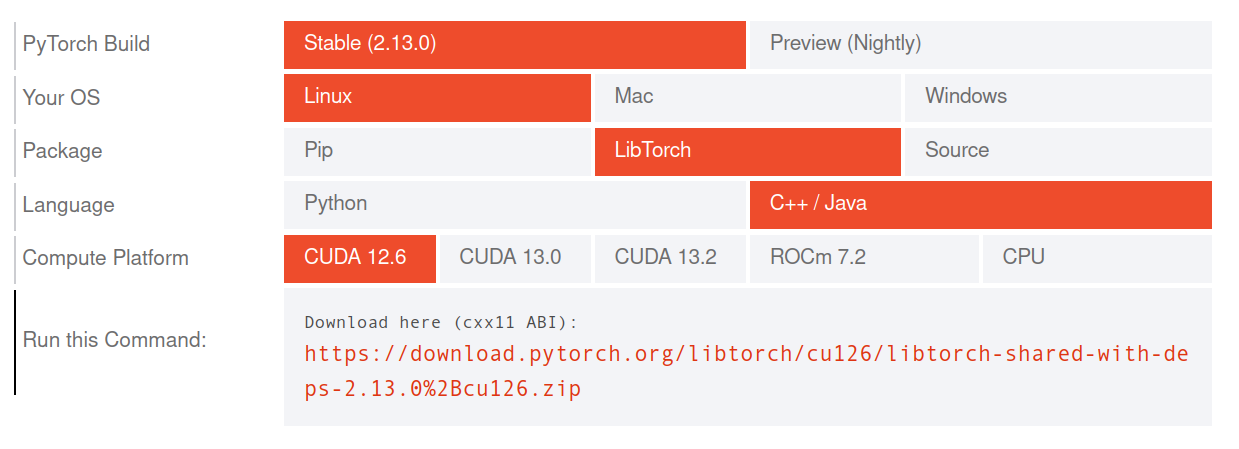 PyTorch Build
Stable (2.13.0)
Preview (Nightly)
Your OS
Linux
Mac
Windows
Package
Pip
LibTorch
Source
Language
Python
C++ / Java
Compute Platform
CUDA 12.6
CUDA 13.0
CUDA 13.2
ROCm 7.2
CPU
Run this Command:
Download here (cxx11 ABI):
https://download.pytorch.org/libtorch/cu126/libtorch-shared-with-de
ps-2.13.0%2Bcu126.zip